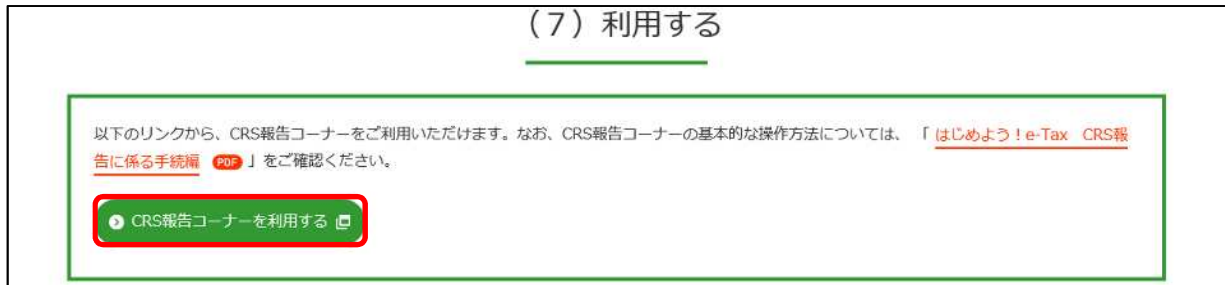 （7）利用する
以下のリンクから、CRS報告コーナーをご利用いただけます。なお、CRS報告コーナーの基本的な操作方法については、 「 はじめよう！e-Tax　CRS報
告に係る手続編 PDF 」をご確認ください。
CRS報告コーナーを利用する